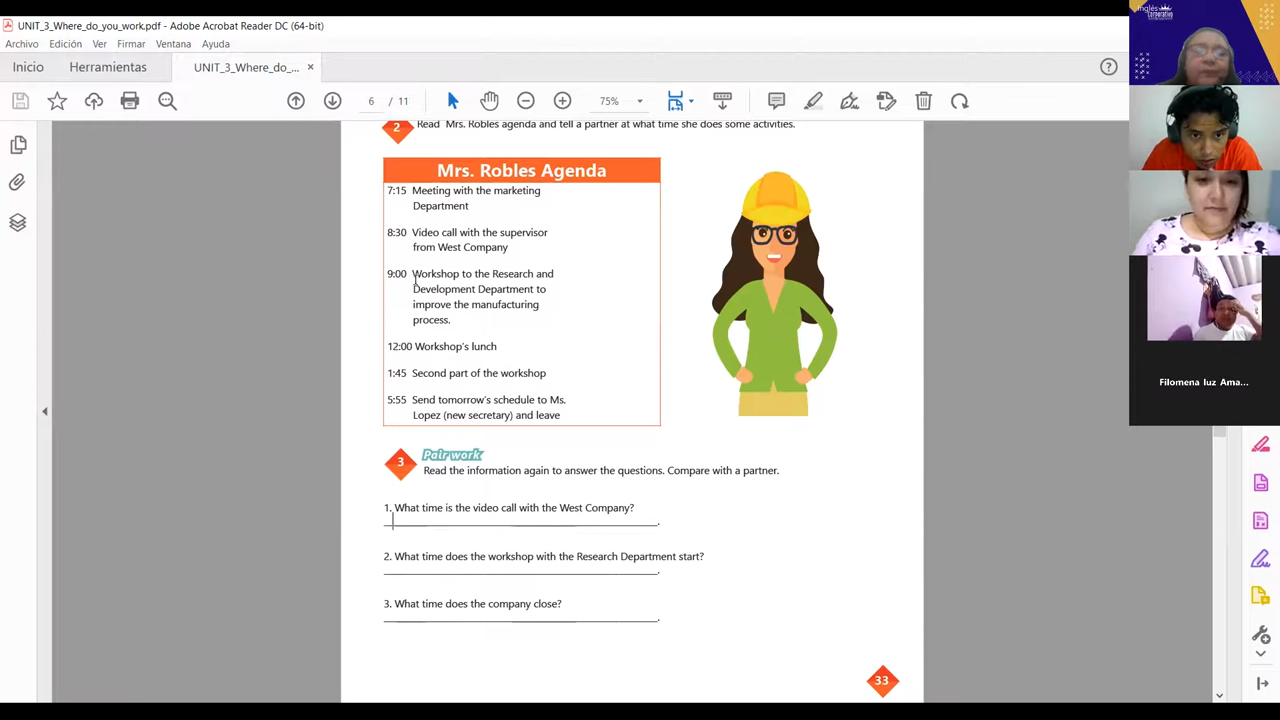 UNIT_3_Where_do_you_work.pdf - Adobe Acrobat Reader DC (64-bit)
Archivo Edición Ver Firmar Ventana Ayuda
Inicio Herramientas UNIT_3_Where_do_... ×
6 / 11 75%
2 Read Mrs. Robles agenda and tell a partner at what time she does some activities.
Mrs. Robles Agenda
7:15 Meeting with the marketing
Department
8:30 Video call with the supervisor
from West Company
9:00 Workshop to the Research and
Development Department to
improve the manufacturing
process.
12:00 Workshop's lunch
1:45 Second part of the workshop
5:55 Send tomorrow's schedule to Ms.
Lopez (new secretary) and leave
3 Pair work
Read the information again to answer the questions. Compare with a partner.
1. What time is the video call with the West Company?
2. What time does the workshop with the Research Department start?
3. What time does the company close?
33
Inglés
Corporativo
Filomena luz Ama...